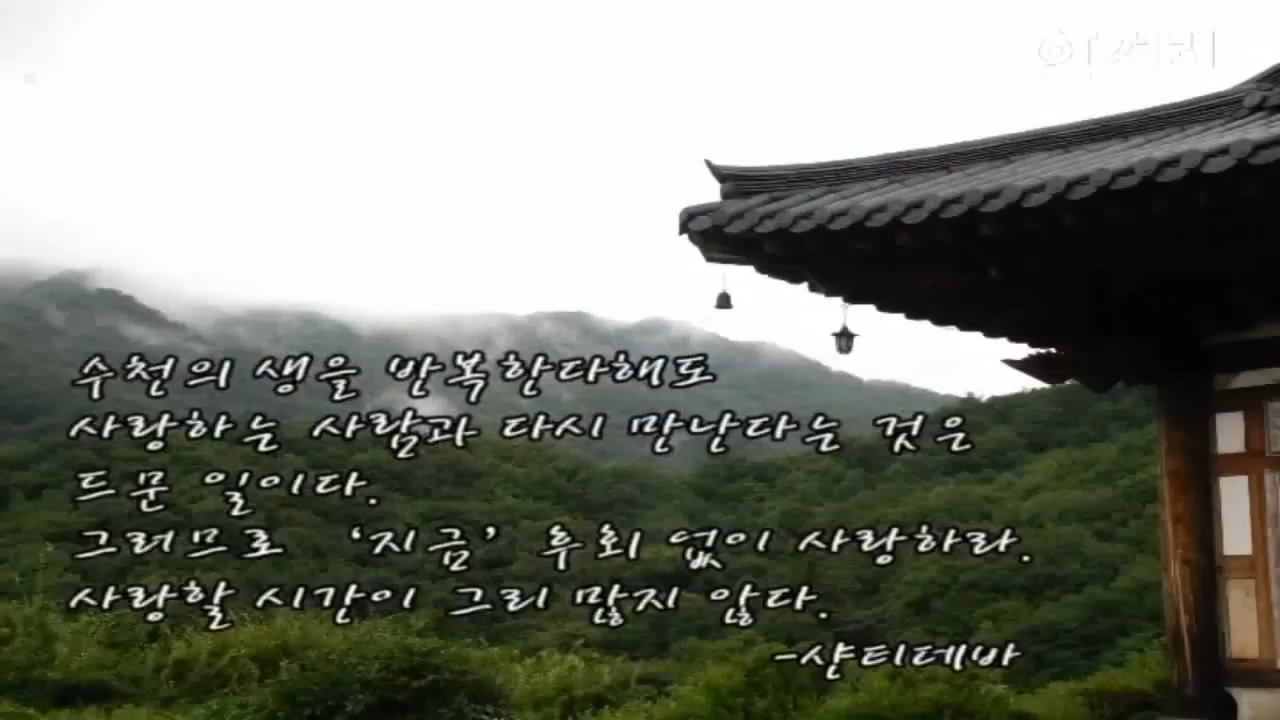 수천의 생을 반복한다해도
사랑하는 사람과 다시 만난다는 것은
드문 일이다.
그러므로 ‘지금’ 후회 없이 사랑하라.
사랑할 시간이 그리 많지 않다.
-샨티데바